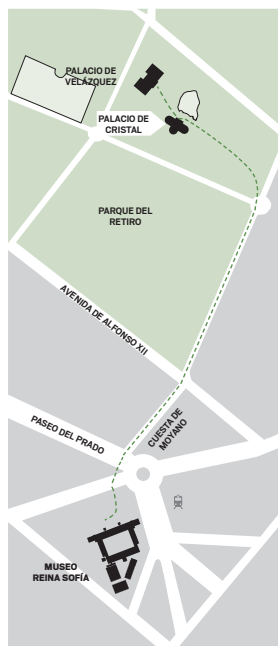 PALACIO DE
VELÁZQUEZ
PALACIO DE
CRISTAL
PARQUE DEL
RETIRO
AVENIDA DE ALFONSO XII
CUESTA DE
MOYANO
PASEO DEL PRADO
MUSEO
REINA SOFÍA